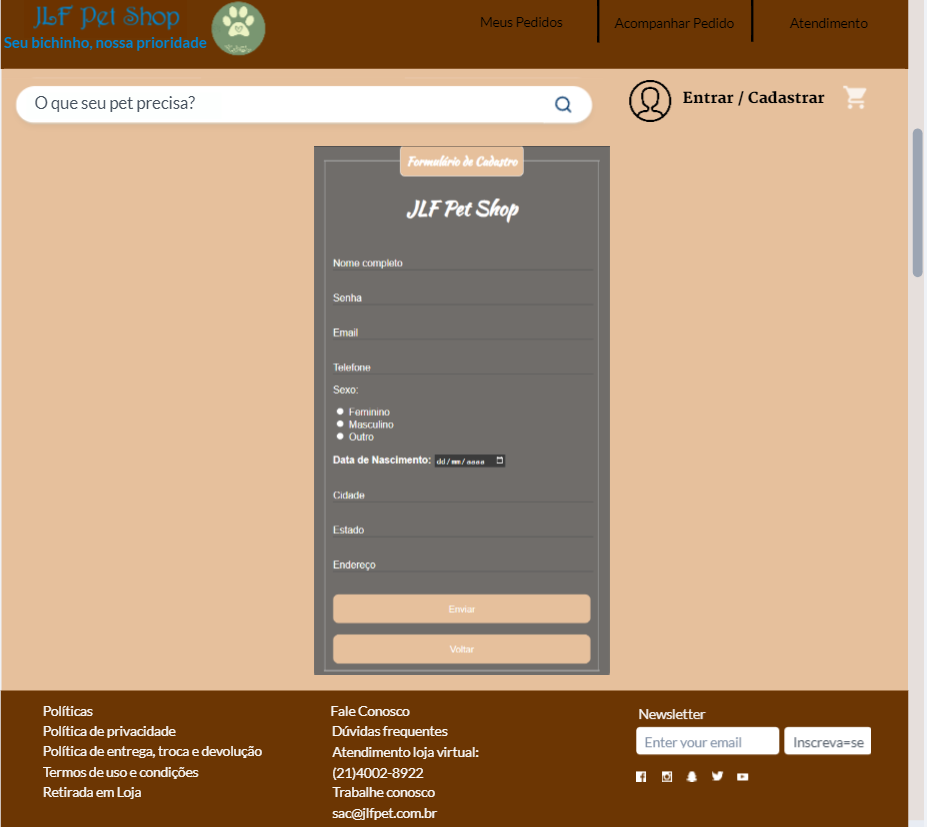 JLF Pet Shop
Seu bichinho, nossa prioridade
Meus Pedidos
Acompanhar Pedido
Atendimento
O que seu pet precisa?
Entrar / Cadastrar
Formulário de Cadastro
JLF Pet Shop
Nome completo
Senha
Email
Telefone
Sexo:
Feminino
Masculino
Outro
Data de Nascimento: dd/mm/aaaa
Cidade
Estado
Endereço
Enviar
Voltar
Políticas
Política de privacidade
Política de entrega, troca e devolução
Termos de uso e condições
Retirada em Loja
Fale Conosco
Dúvidas frequentes
Atendimento loja virtual:
(21)4002-8922
Trabalhe conosco
sac@jlfpet.com.br
Newsletter
Enter your email
Inscreva=se